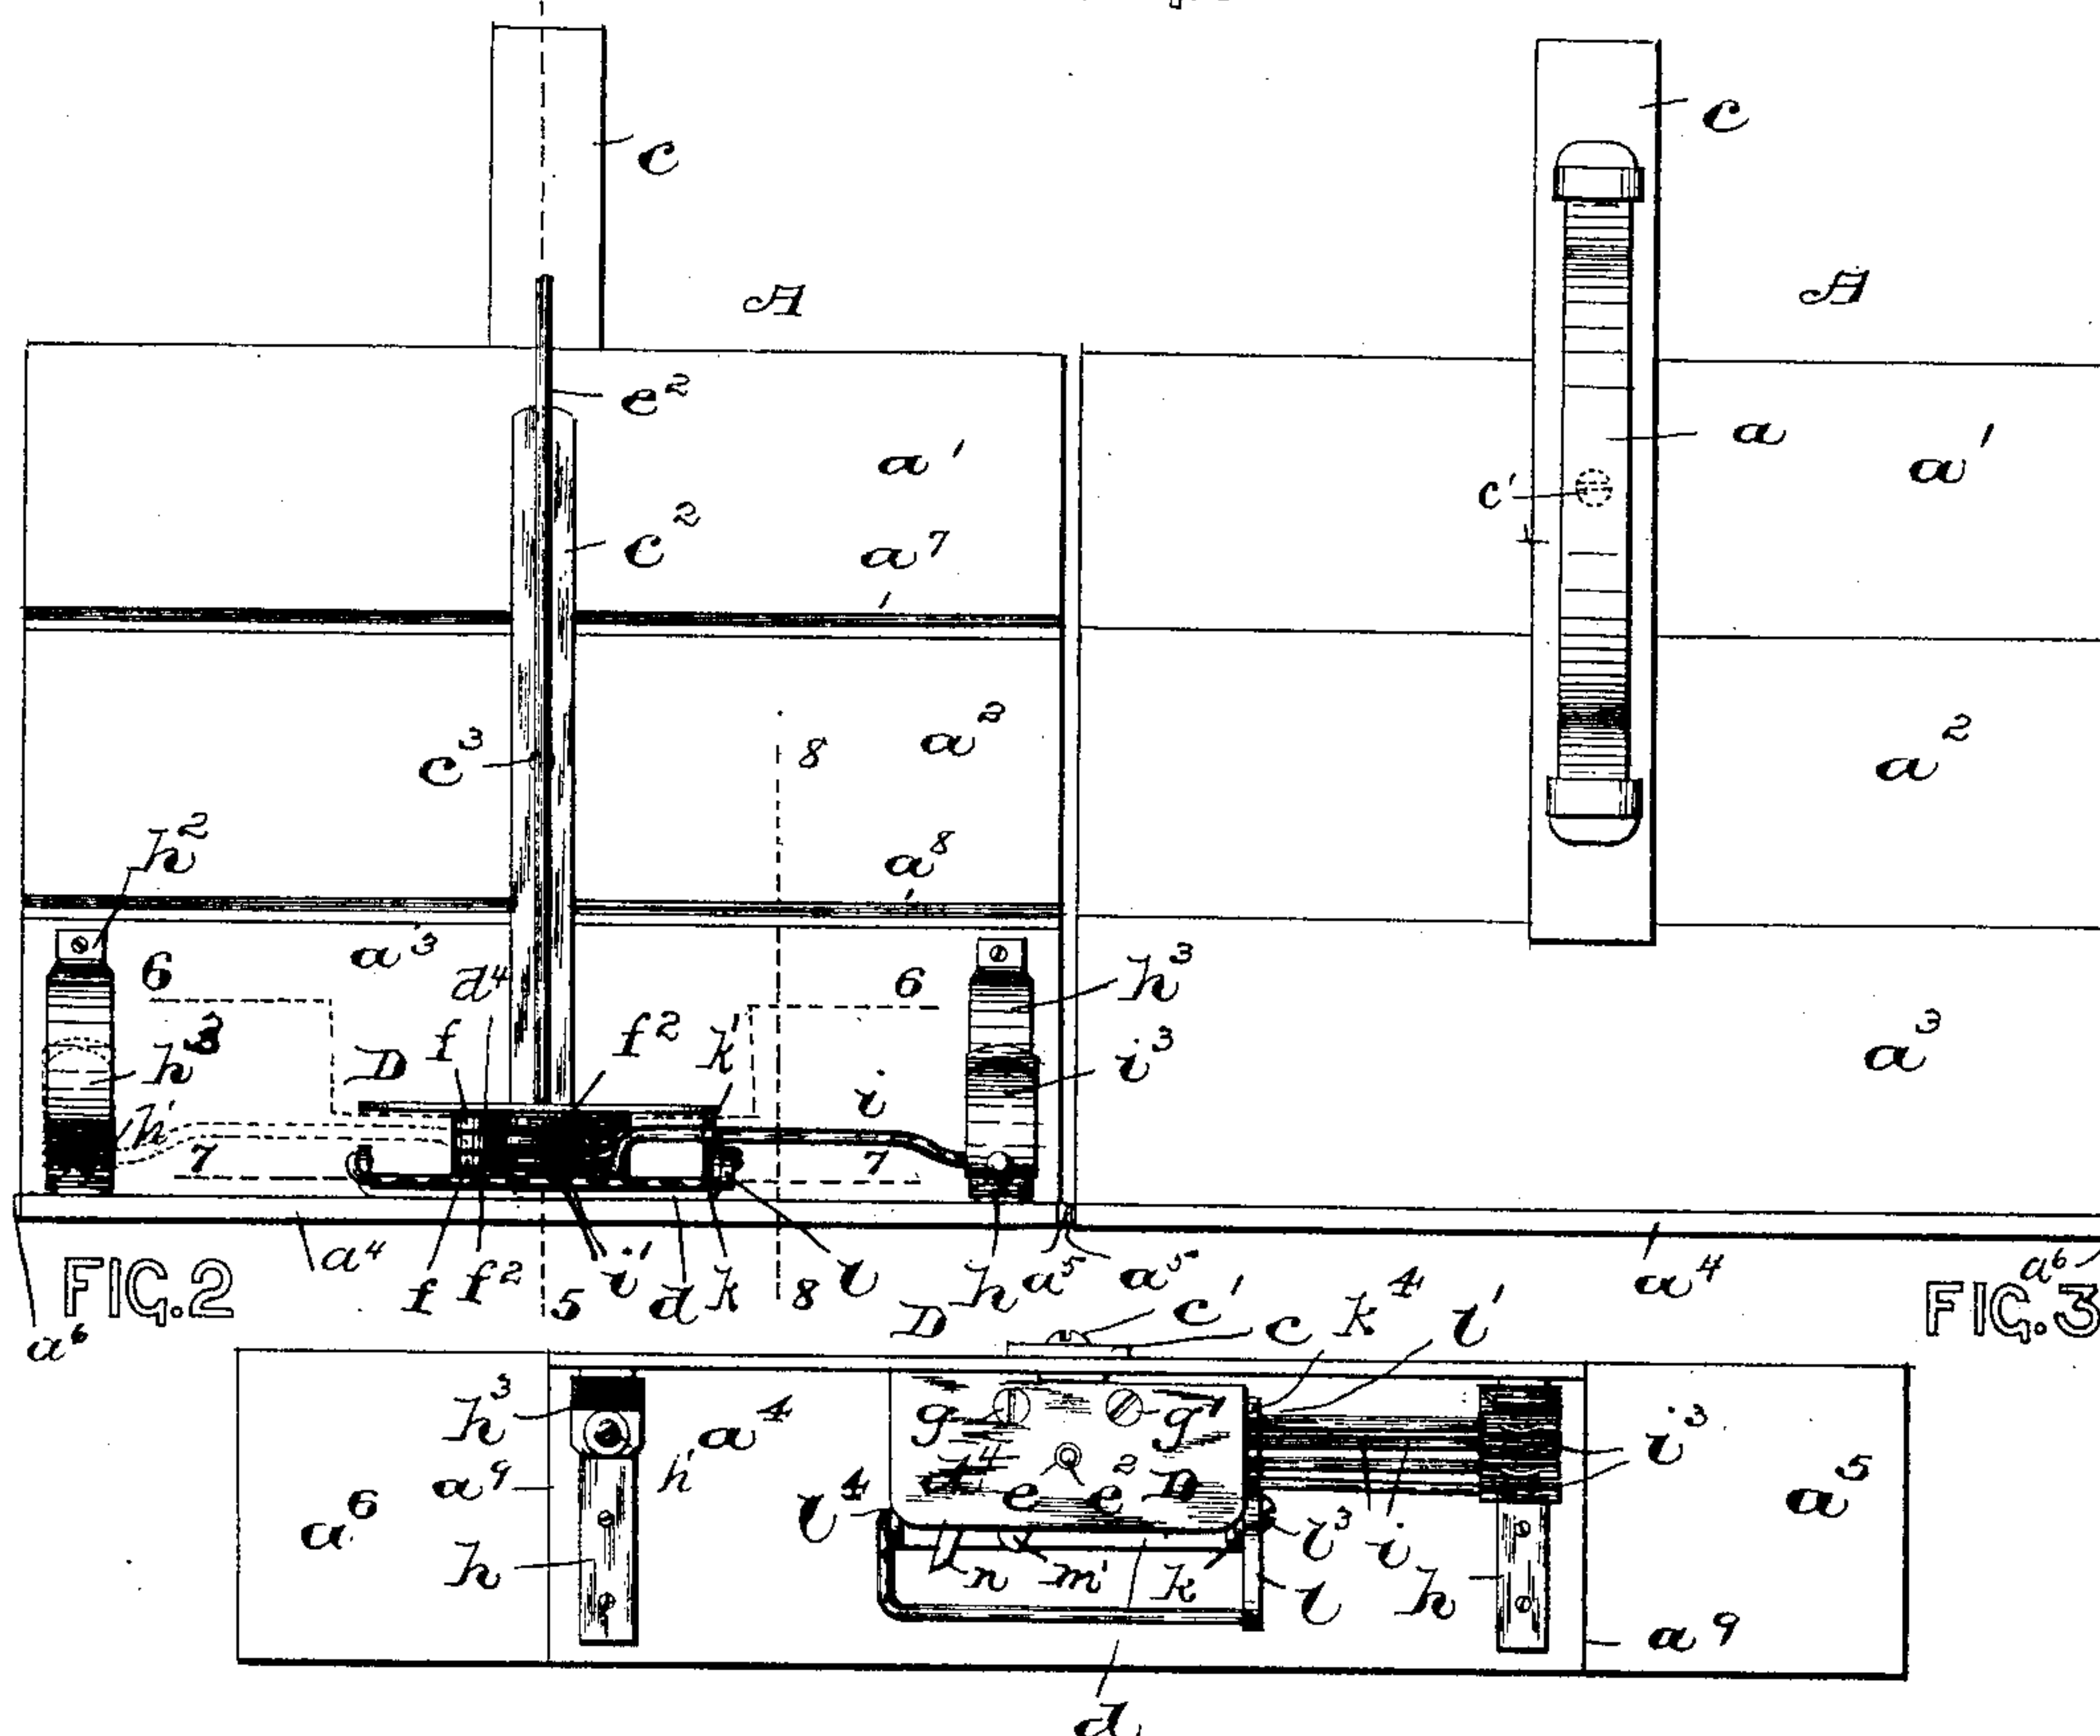 c
c
A
A
e²
a'
a
a'
c'
c²
a⁷
c³
a²
8
a²
h²
a⁸
a³
6
d⁴
6
h³
a³
h³
D
f
f²
k'
i³
i
h'
7
7
a⁴
f
f²
5
i'
d
k
8
l
h
a⁵
a⁵
a⁴
a⁶
FIG.2
FIG.3
a⁶
D
c'
c
k⁴
l'
h³
a⁴
g
g'
i³
a⁹
h'
d⁴
e
e²
D
a⁶
l⁴
l³
i
a⁵
h
n
m'
k
l
h
a⁹
d